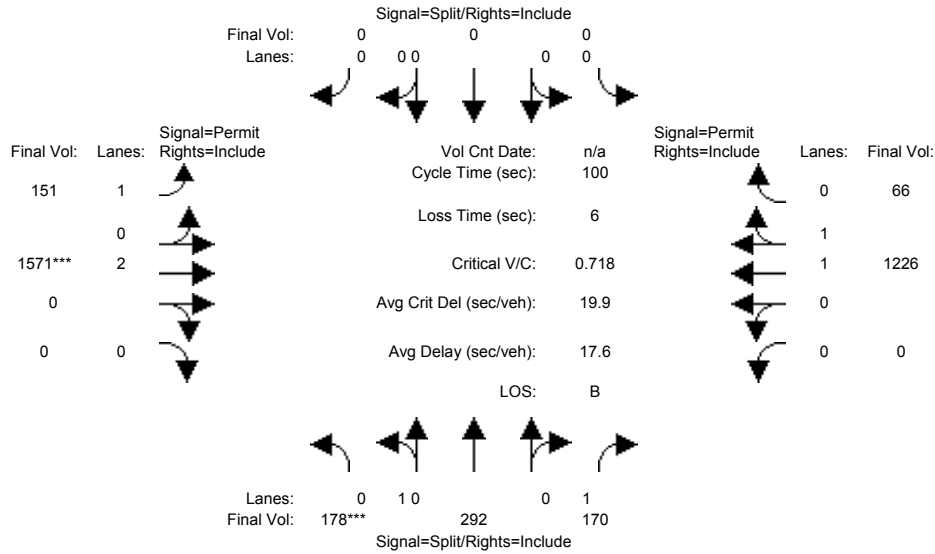 Signal=Split/Rights=Include
Final Vol: 0 0 0
Lanes: 0 0 0 0 0
Signal=Permit Signal=Permit
Final Vol: Lanes: Rights=Include Vol Cnt Date: n/a Rights=Include Lanes: Final Vol:
Cycle Time (sec): 100
151 1 0 66
Loss Time (sec): 6
0 1
1571*** 2 Critical V/C: 0.718 1 1226
0 Avg Crit Del (sec/veh): 19.9 0
0 0 Avg Delay (sec/veh): 17.6 0 0
LOS: B
Lanes: 0 1 0 0 1
Final Vol: 178*** 292 170
Signal=Split/Rights=Include